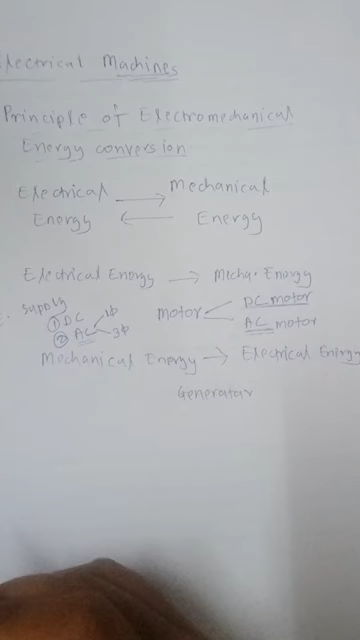 Electrical Machines
Principle of Electromechanical
Energy conversion
Electrical → Mechanical
Energy ← Energy
Electrical Energy → Mecha. Energy
Supply
① DC
② AC 1ϕ 3ϕ
Motor DC motor
AC motor
Mechanical Energy → Electrical Energy
Generatar